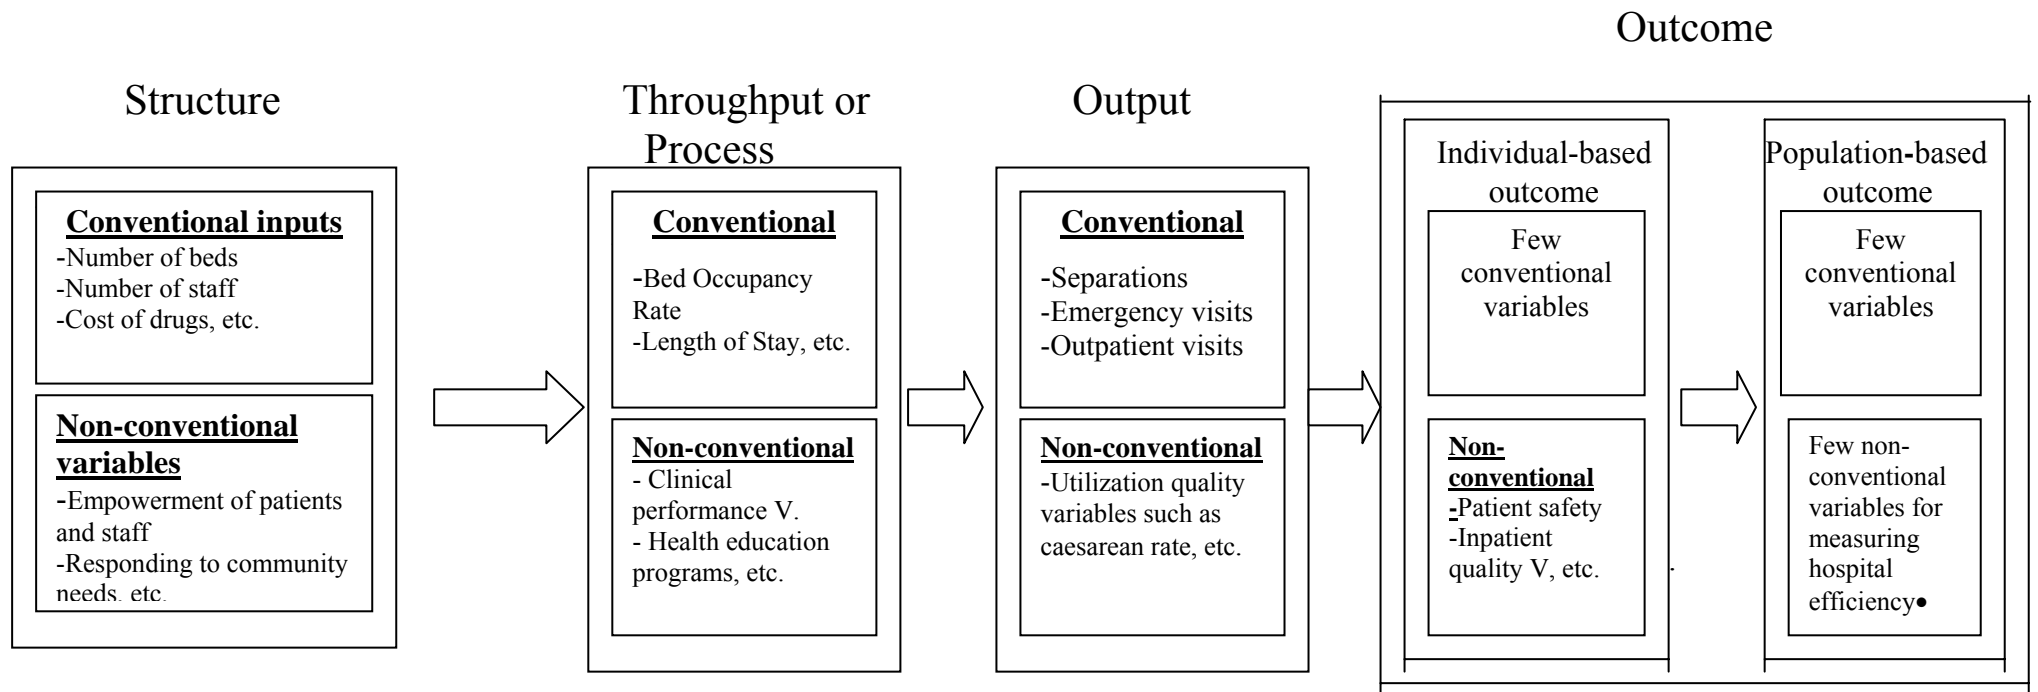 Outcome
Structure
Throughput or
Process
Output
Conventional inputs
-Number of beds
-Number of staff
-Cost of drugs, etc.
Non-conventional
variables
-Empowerment of patients
and staff
-Responding to community
needs, etc.
Conventional
-Bed Occupancy
Rate
-Length of Stay, etc.
Non-conventional
- Clinical
performance V.
- Health education
programs, etc.
Conventional
-Separations
-Emergency visits
-Outpatient visits
Non-conventional
-Utilization quality
variables such as
caesarean rate, etc.
Individual-based
outcome
Few
conventional
variables
Non-
conventional
-Patient safety
-Inpatient
quality V, etc.
Population-based
outcome
Few
conventional
variables
Few non-
conventional
variables for
measuring
hospital
efficiency•